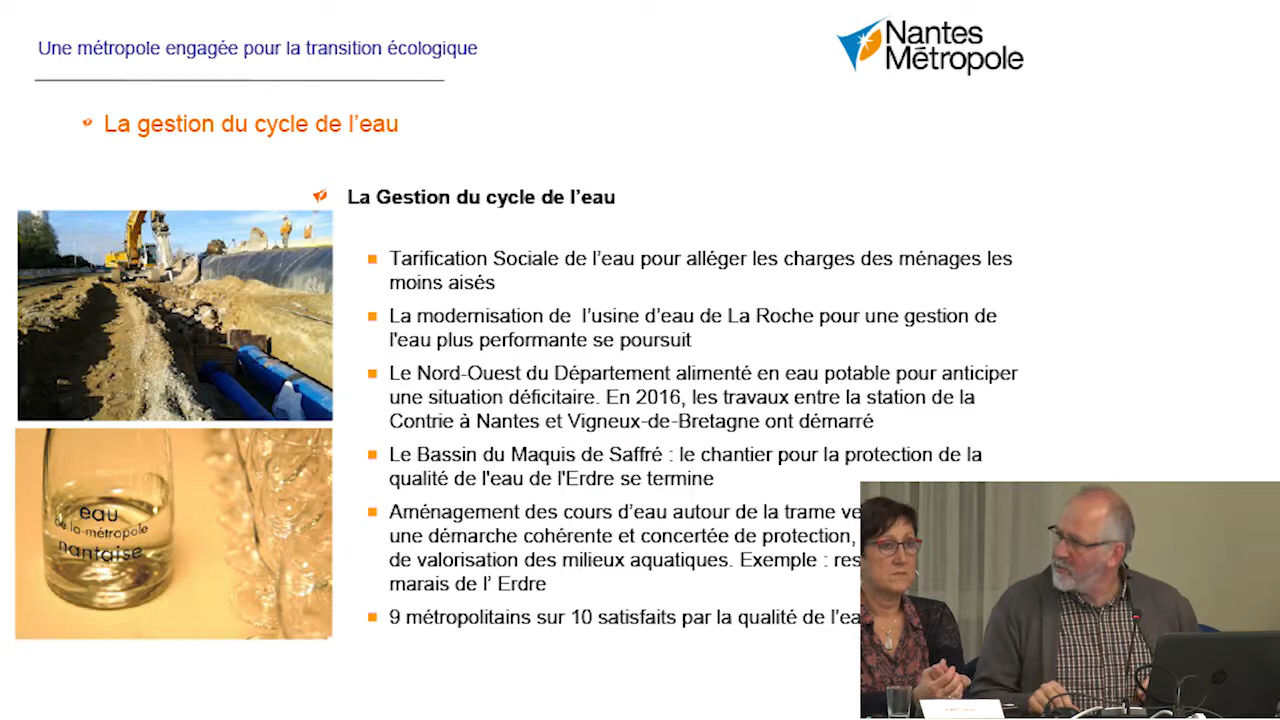 Une métropole engagée pour la transition écologique
Nantes
Métropole
La gestion du cycle de l'eau
La Gestion du cycle de l'eau
Tarification Sociale de l'eau pour alléger les charges des ménages les
moins aisés
La modernisation de l'usine d'eau de La Roche pour une gestion de
l'eau plus performante se poursuit
Le Nord-Ouest du Département alimenté en eau potable pour anticiper
une situation déficitaire. En 2016, les travaux entre la station de la
Contrie à Nantes et Vigneux-de-Bretagne ont démarré
Le Bassin du Maquis de Saffré : le chantier pour la protection de la
qualité de l'eau de l'Erdre se termine
Aménagement des cours d'eau autour de la trame
une démarche cohérente et concertée de protection,
de valorisation des milieux aquatiques. Exemple :
marais de l' Erdre
9 métropolitains sur 10 satisfaits par la qualité de
eau
de la métropole
nantaise